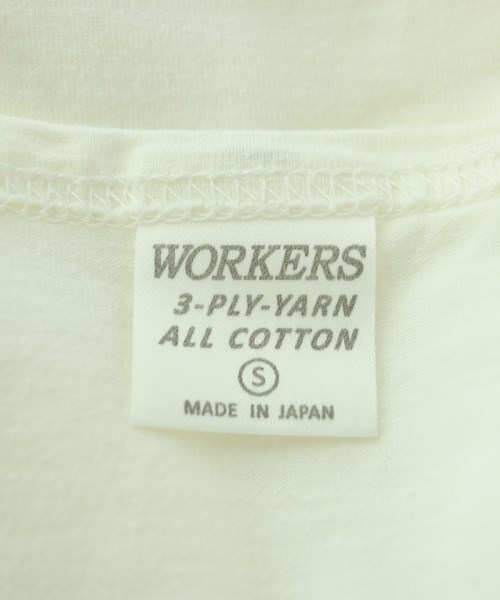 WORKERS
3-PLY-YARN
ALL COTTON
S
MADE IN JAPAN